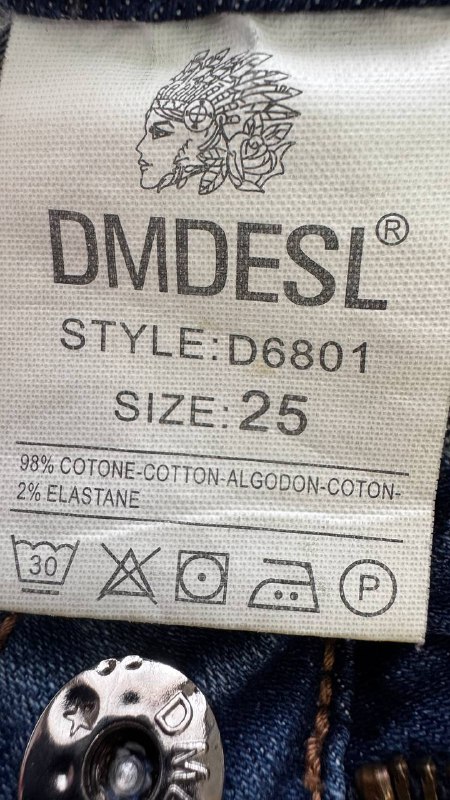 DMDESL®
STYLE: D6801
SIZE: 25
98% COTONE-COTTON-ALGODON-COTON-
2% ELASTANE
30
P